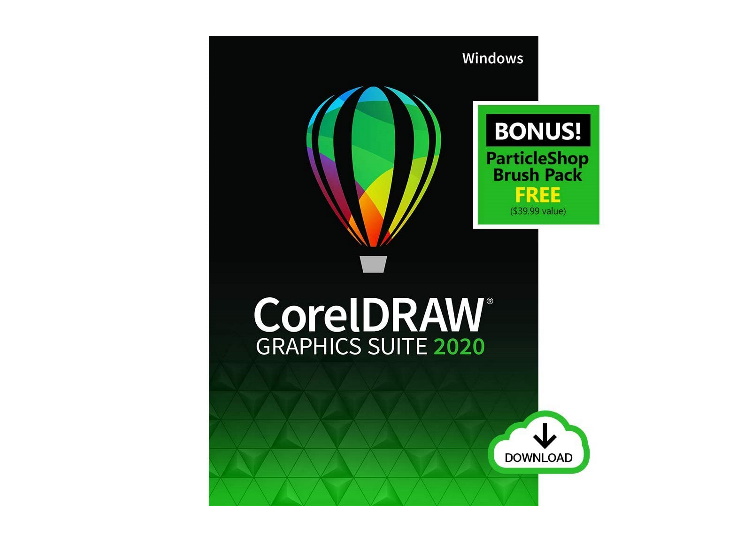 Windows
BONUS!
ParticleShop
Brush Pack
FREE
($39.99 value)
CorelDRAW®
GRAPHICS SUITE 2020
DOWNLOAD